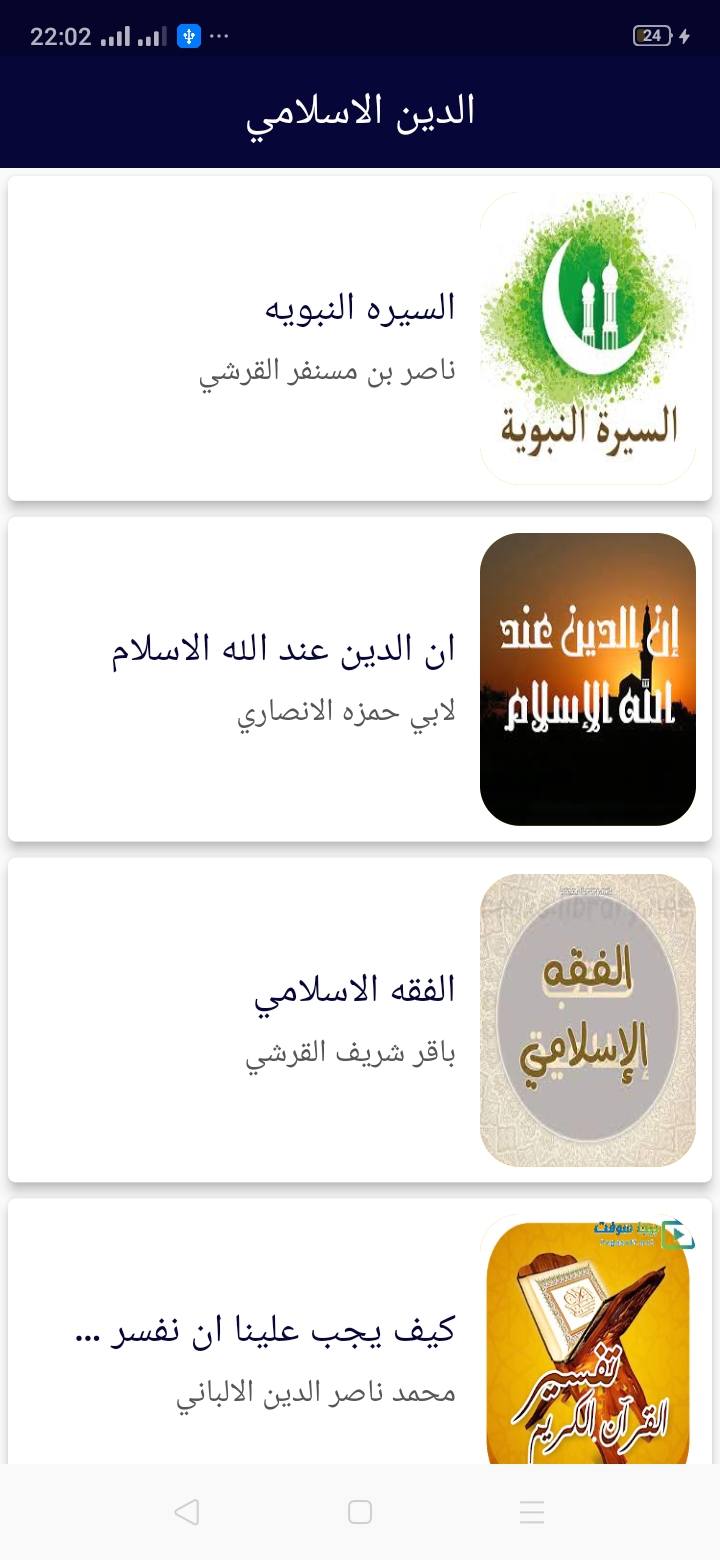 22:02
24
الدين الاسلامي
السيره النبويه
ناصر بن مسنفر القرشي
السيرة النبوية
ان الدين عند الله الاسلام
لابي حمزه الانصاري
إن الدين عند
الله الإسلام
الفقه الاسلامي
باقر شريف القرشي
الفقه
الإسلامي
كيف يجب علينا ان نفسر ...
محمد ناصر الدين الالباني
سوفت
تفسير
القرآن الكريم